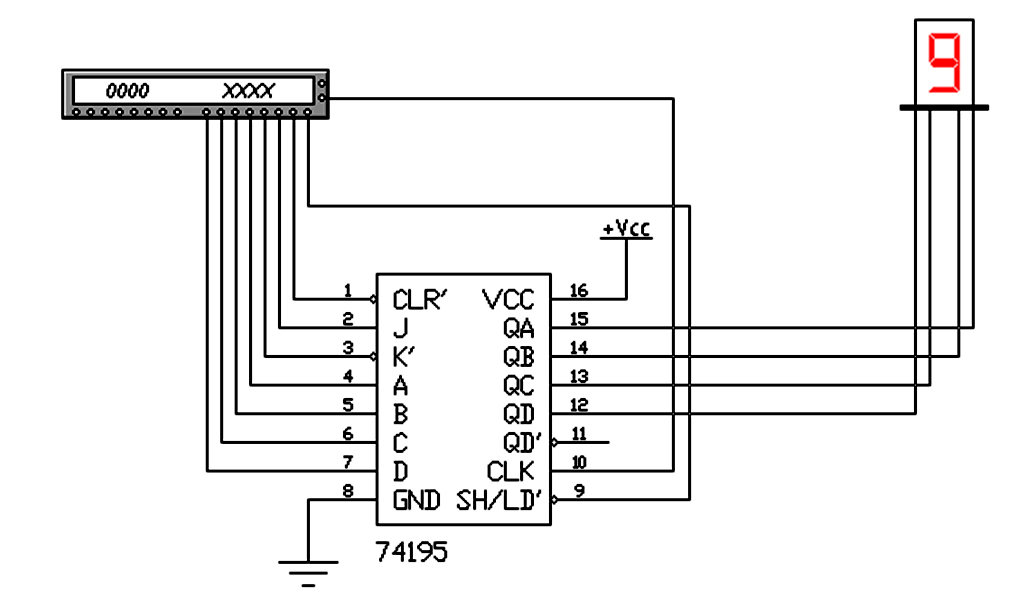 9
0000 XXXX
+Vcc
1 CLR' VCC 16
2 J QA 15
3 K' QB 14
4 A QC 13
5 B QD 12
6 C QD' 11
7 D CLK 10
8 GND SH/LD' 9
74195